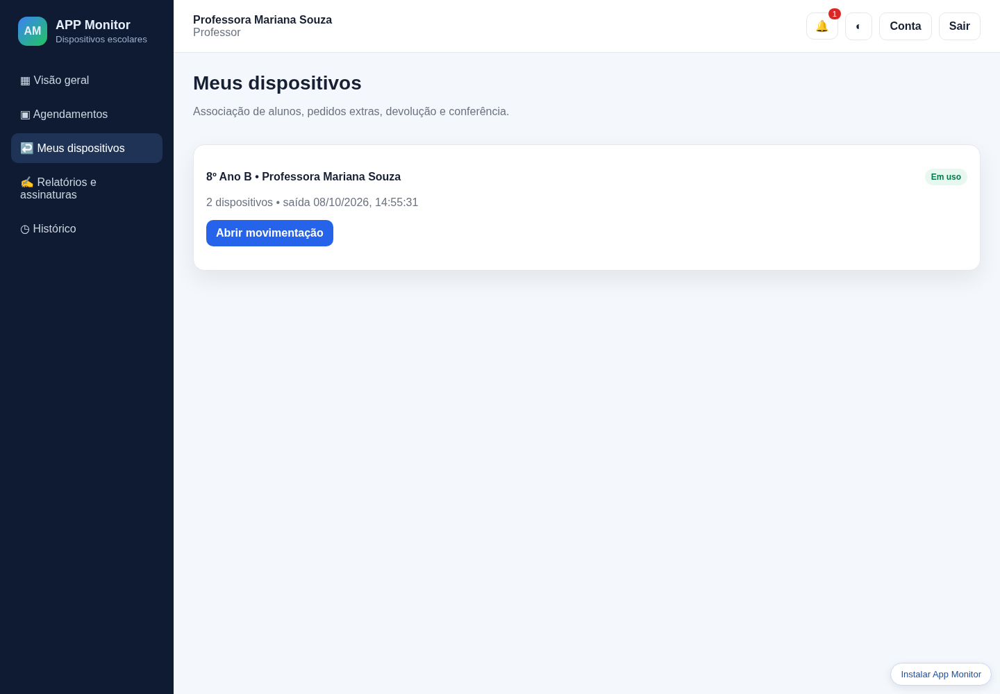 AM
APP Monitor
Dispositivos escolares
▦ Visão geral
▣ Agendamentos
↩️ Meus dispositivos
✍️ Relatórios e
assinaturas
◷ Histórico
Professora Mariana Souza
Professor
🔔 1
◐
Conta
Sair
Meus dispositivos
Associação de alunos, pedidos extras, devolução e conferência.
8º Ano B • Professora Mariana Souza
Em uso
2 dispositivos • saída 08/10/2026, 14:55:31
Abrir movimentação
Instalar App Monitor